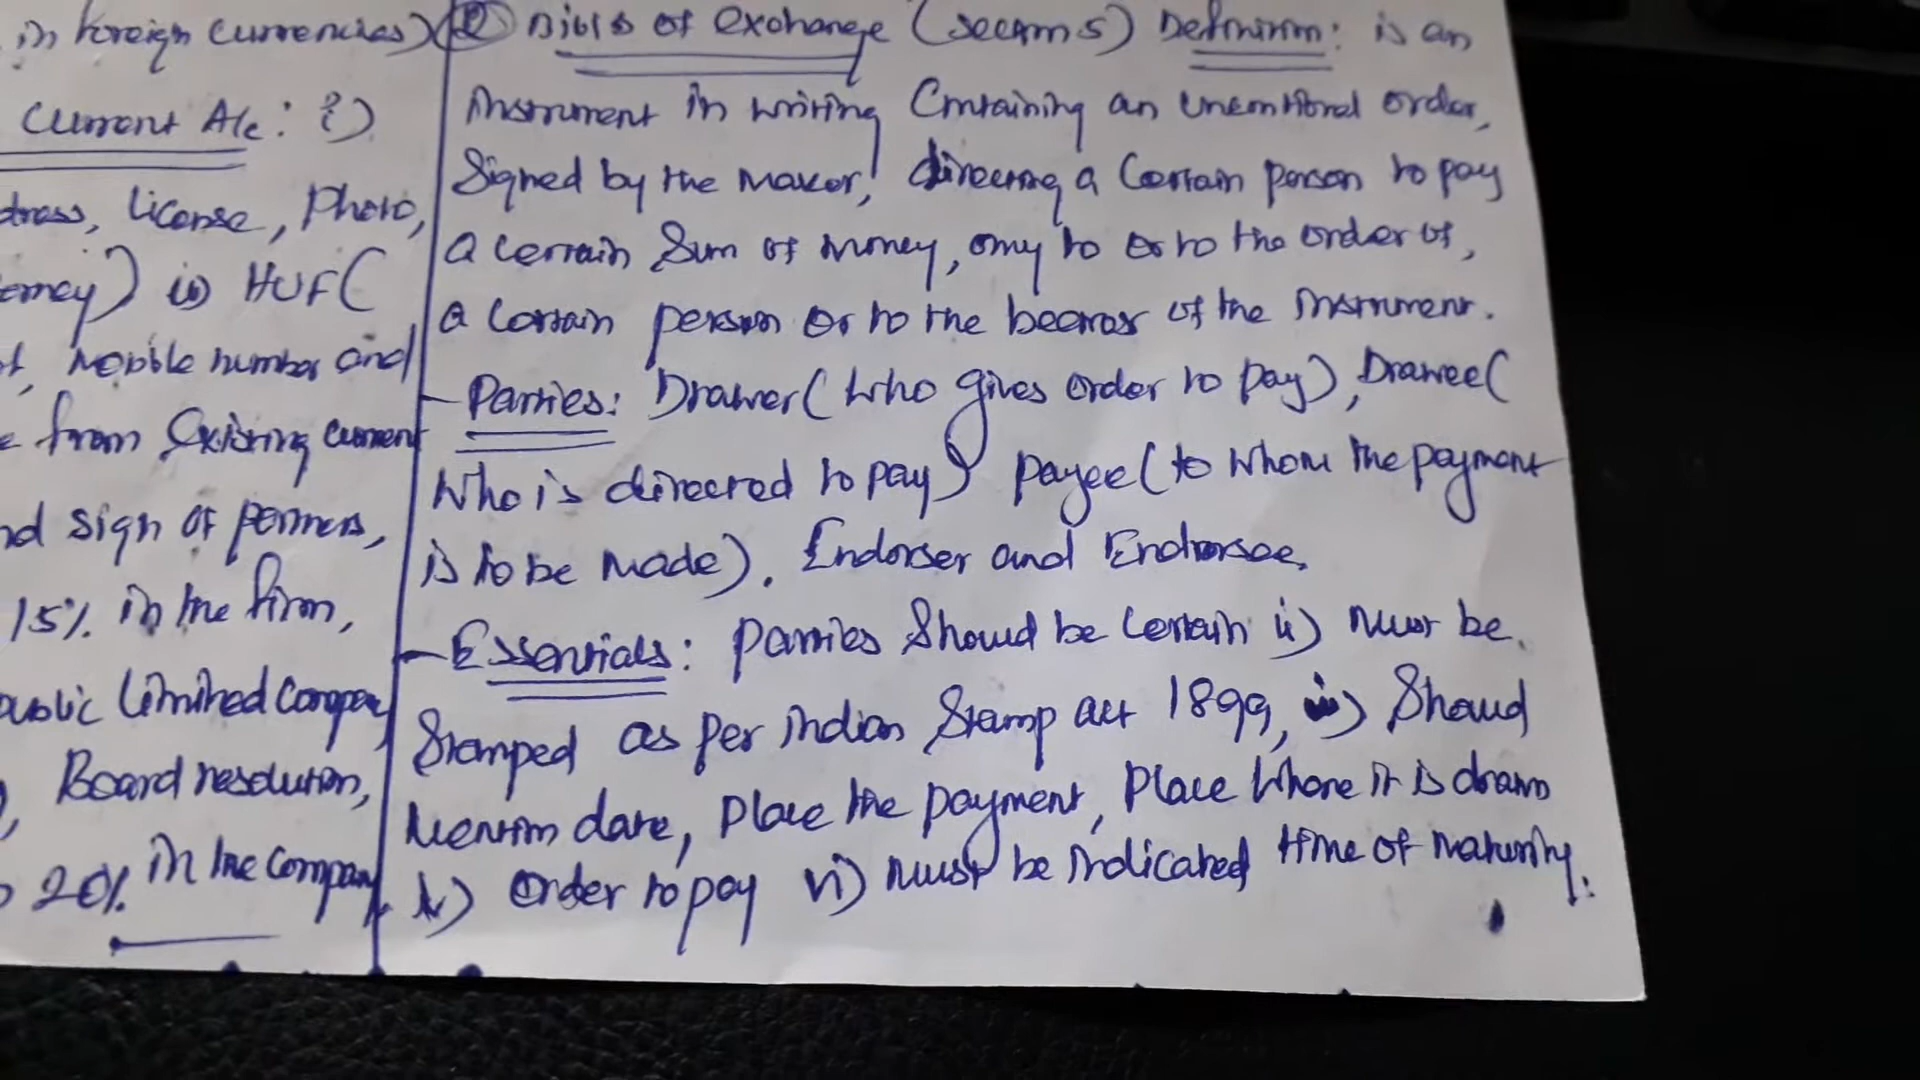 in foreign currencies)
Current A/c: i)
dress, License, Photo,
orney) ii) HUF(
t, Mobile number and
e from Existing current
nd sign of partners,
15% in the firm,
public limited company
), Board resolution,
20% in the company.
② Bills of exchange (sec 5) Definition: is an
instrument in writing Containing an unconditional order,
Signed by the maker, directing a Certain person to pay
a certain Sum of money, only to or to the order of,
a Certain person or to the bearer of the instrument.
- Parties: Drawer (who gives order to pay), Drawee (
who is directed to pay) payee (to whom the payment
is to be made). Endorser and Endorsee,
- Essentials: parties Should be certain ii) Must be
Stamped as per indian Stamp act 1899, iii) Should
Mention date, Place the payment, Place where it is drawn
v) order to pay vi) Must be indicated time of maturity.